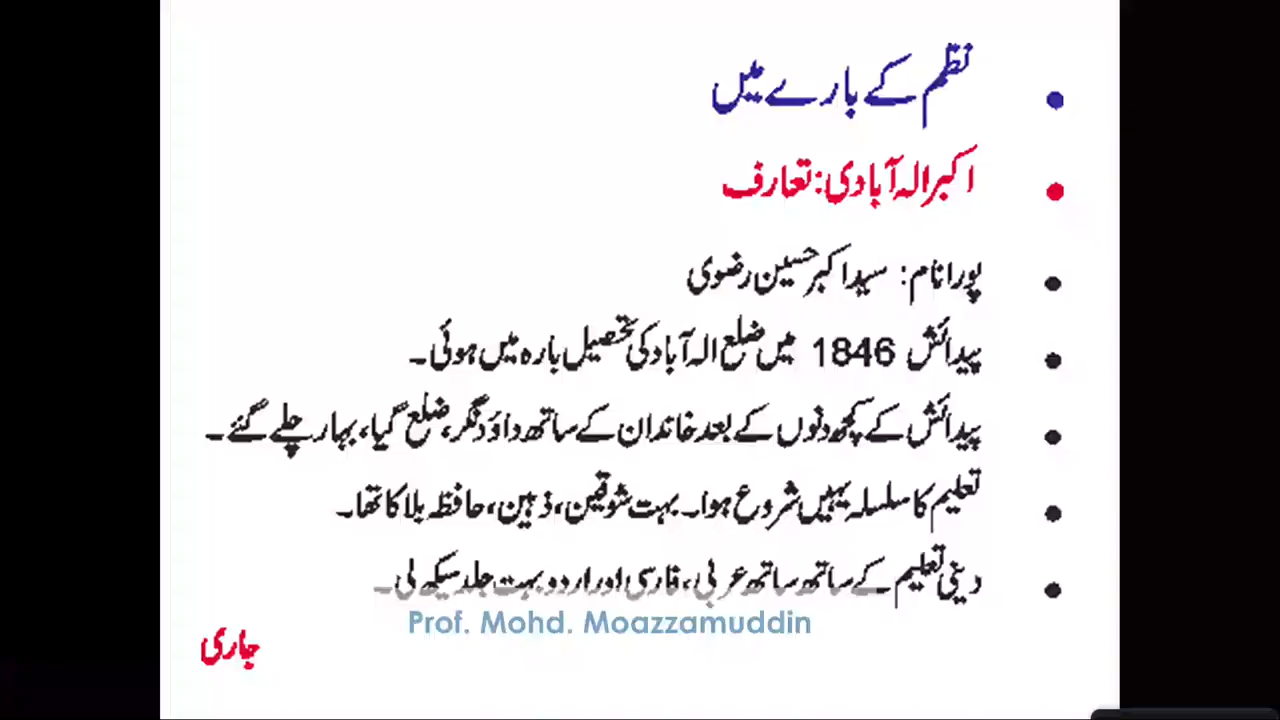 نظم کے بارے میں
اکبر الہ آبادی: تعارف
پورا نام: سید اکبر حسین رضوی
پیدائش 1846 میں ضلع الہ آباد کی تحصیل بارہ میں ہوئی۔
پیدائش کے کچھ دنوں کے بعد خاندان کے ساتھ داؤد نگر، ضلع گیا، بہار چلے گئے۔
تعلیم کا سلسلہ یہیں شروع ہوا۔ بہت شوقین، ذہین، حافظہ بلا کا تھا۔
دینی تعلیم کے ساتھ ساتھ عربی، فارسی اور اردو بہت جلد سیکھ لی۔
Prof. Mohd. Moazzamuddin
جاری